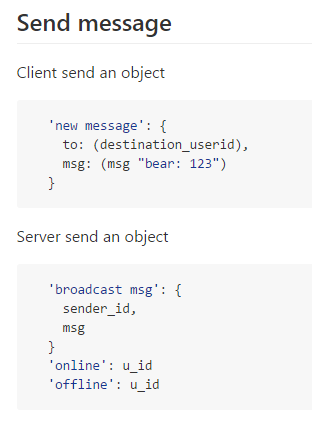 Send message
Client send an object
'new message': {
to: (destination_userid),
msg: (msg "bear: 123")
}
Server send an object
'broadcast msg': {
sender_id,
msg
}
'online': u_id
'offline': u_id